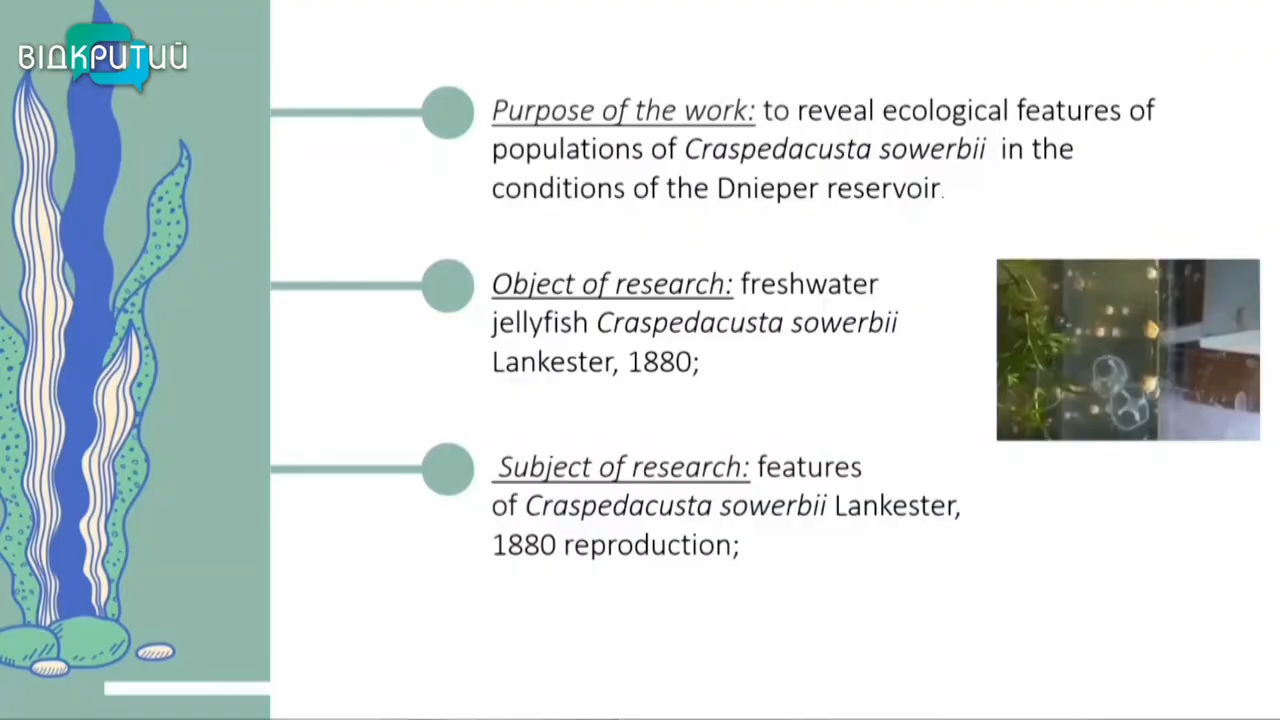 ВІДКРИТИЙ
Purpose of the work: to reveal ecological features of
populations of Craspedacusta sowerbii in the
conditions of the Dnieper reservoir.
Object of research: freshwater
jellyfish Craspedacusta sowerbii
Lankester, 1880;
Subject of research: features
of Craspedacusta sowerbii Lankester,
1880 reproduction;